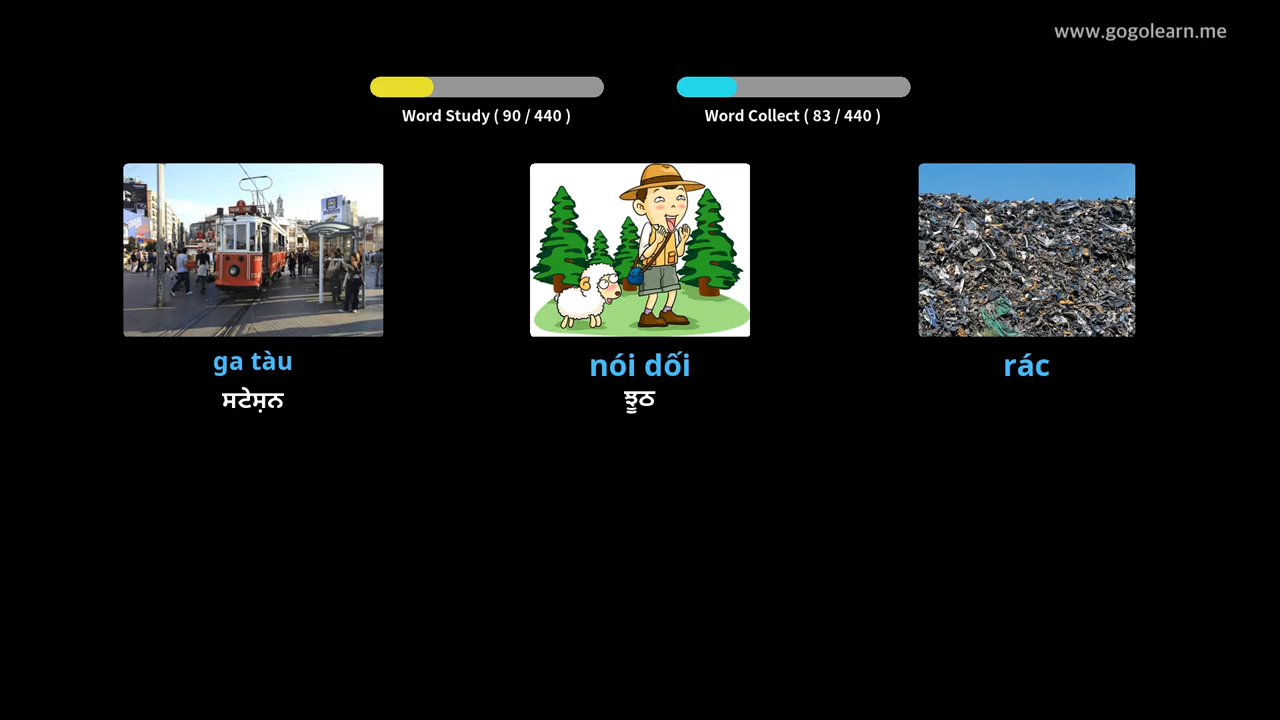 www.gogolearn.me
Word Study ( 90 / 440 )
Word Collect ( 83 / 440 )
ga tàu
ਸਟੇਸ਼ਨ
nói dối
ਝੂਠ
rác